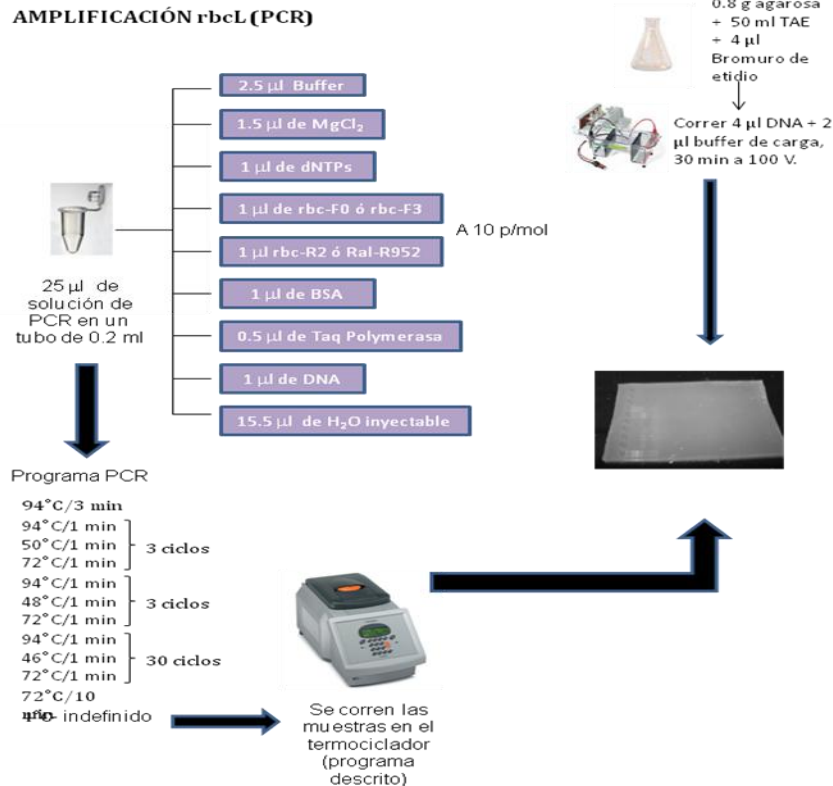 AMPLIFICACIÓN rbcL (PCR)
2.5 µl Buffer
1.5 µl de MgCl₂
1 µl de dNTPs
1 µl de rbc-F0 ó rbc-F3
1 µl rbc-R2 ó Ral-R952
A 10 p/mol
1 µl de BSA
0.5 µl de Taq Polymerasa
1 µl de DNA
15.5 µl de H₂O inyectable
25 µl de
solución de
PCR en un
tubo de 0.2 ml
Programa PCR
94°C/3 min
94°C/1 min
50°C/1 min
72°C/1 min
3 ciclos
94°C/1 min
48°C/1 min
72°C/1 min
3 ciclos
94°C/1 min
46°C/1 min
72°C/1 min
30 ciclos
72°C/10
min
indefinido
Se corren las
muestras en el
termociclador
(programa
descrito)
0.8 g agarosa
+ 50 ml TAE
+ 4 µl
Bromuro de
etidio
Correr 4 µl DNA + 2
µl buffer de carga,
30 min a 100 V.